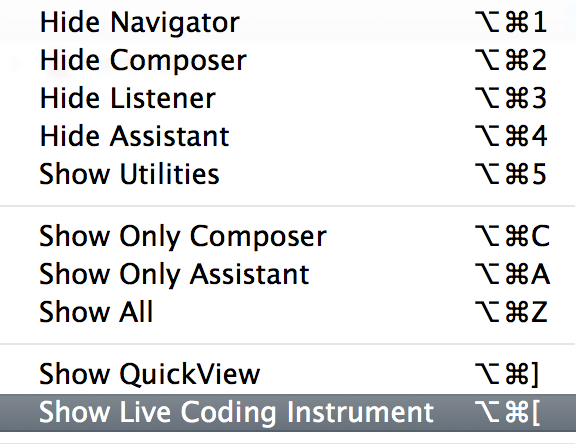 Hide Navigator ⌥⌘1
Hide Composer ⌥⌘2
Hide Listener ⌥⌘3
Hide Assistant ⌥⌘4
Show Utilities ⌥⌘5
Show Only Composer ⌥⌘C
Show Only Assistant ⌥⌘A
Show All ⌥⌘Z
Show QuickView ⌥⌘]
Show Live Coding Instrument ⌥⌘[